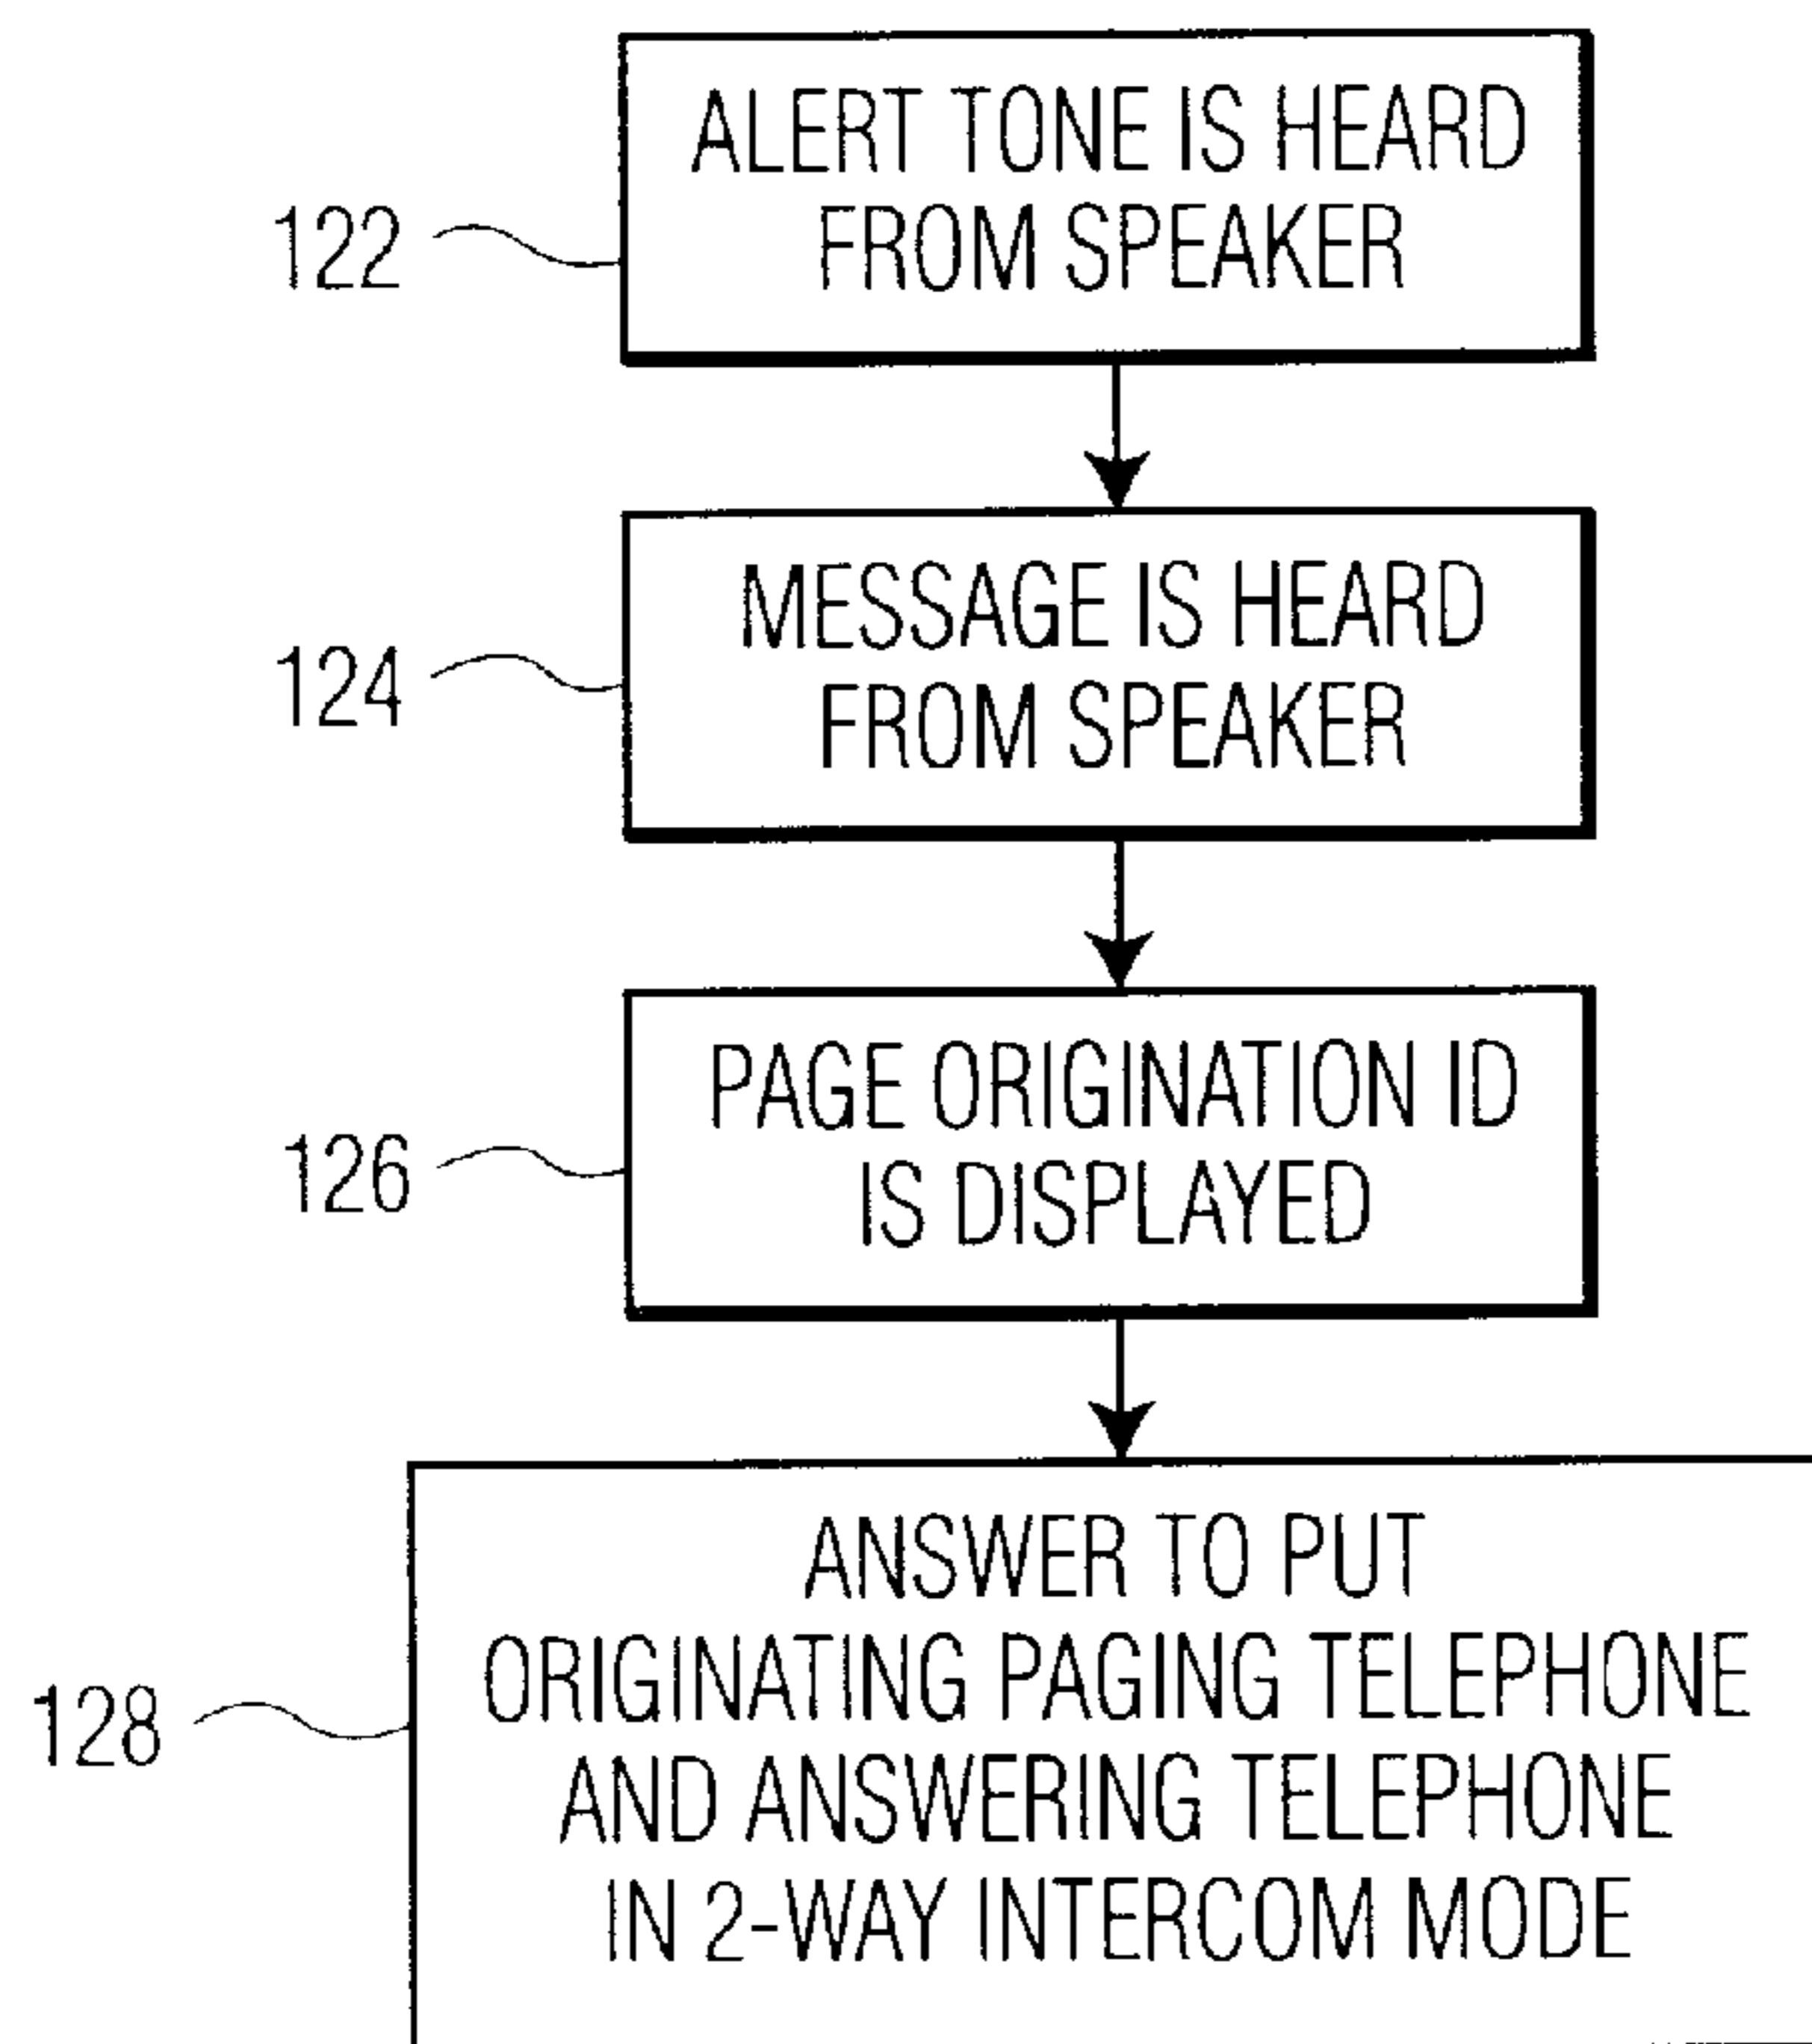 ALERT TONE IS HEARD
FROM SPEAKER
122
MESSAGE IS HEARD
FROM SPEAKER
124
PAGE ORIGINATION ID
IS DISPLAYED
126
ANSWER TO PUT
ORIGINATING PAGING TELEPHONE
AND ANSWERING TELEPHONE
IN 2-WAY INTERCOM MODE
128